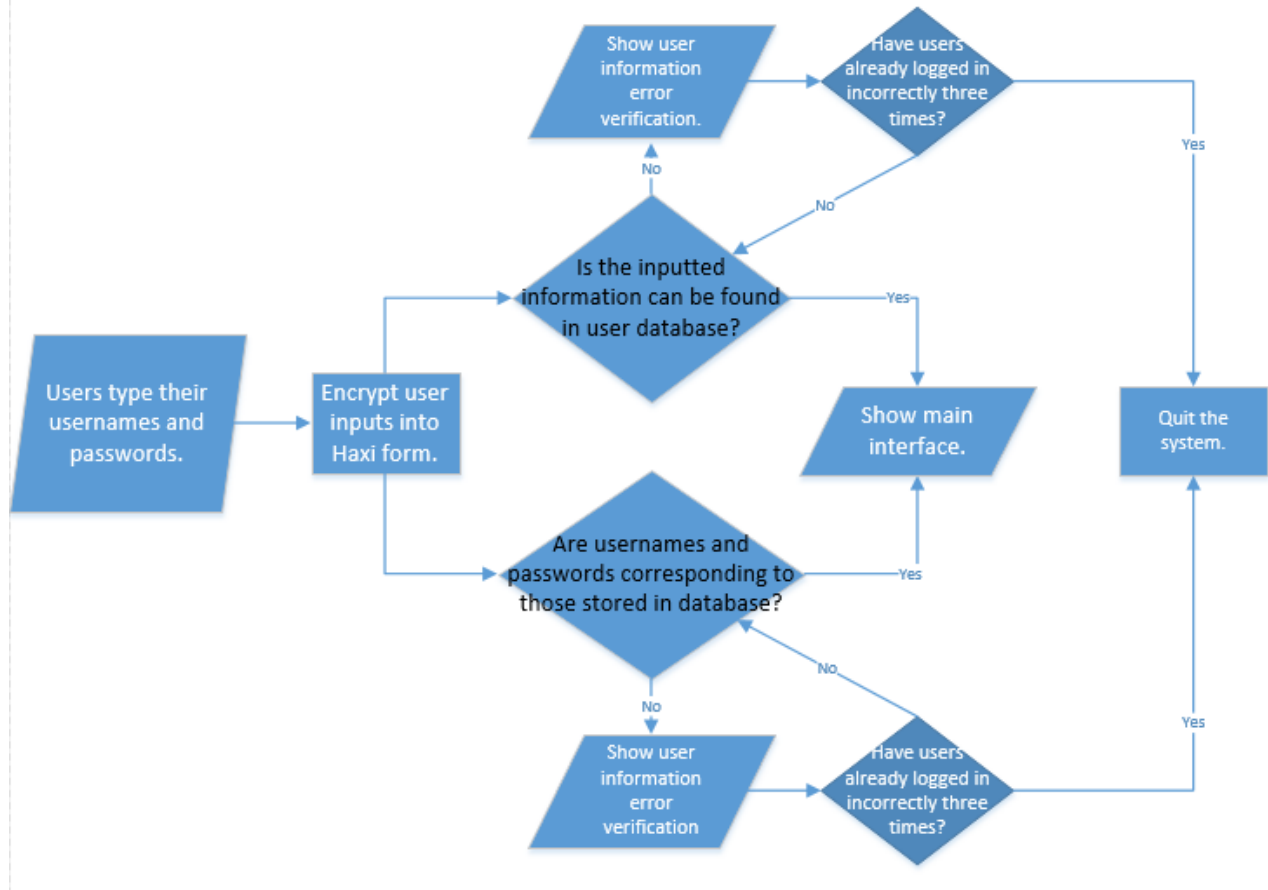 Show user
information
error
verification.
Have users
already logged in
incorrectly three
times?
Yes
No
No
Is the inputted
information can be found
in user database?
Yes
Users type their
usernames and
passwords.
Encrypt user
inputs into
Haxi form.
Show main
interface.
Quit the
system.
Are usernames and
passwords corresponding to
those stored in database?
Yes
No
No
Yes
Show user
information
error
verification
Have users
already logged in
incorrectly three
times?